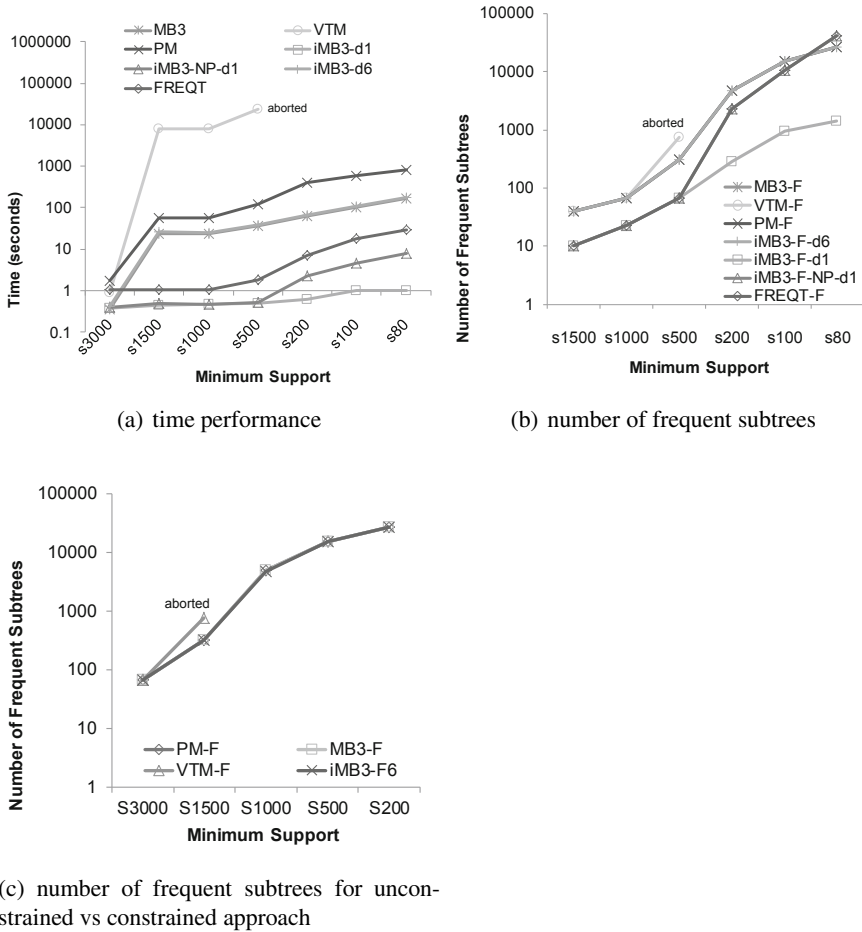 MB3
VTM
PM
iMB3-d1
iMB3-NP-d1
iMB3-d6
FREQT
1000000
1000000
100000
10000
1000
100
10
1
0.1
Time (seconds)
aborted
s3000
s1500
s1000
s500
s200
s100
s80
Minimum Support
(a) time performance
100000
10000
1000
100
10
1
Number of Frequent Subtrees
aborted
MB3-F
VTM-F
PM-F
iMB3-F-d6
iMB3-F-d1
iMB3-F-NP-d1
FREQT-F
s1500
s1000
s500
s200
s100
s80
Minimum Support
(b) number of frequent subtrees
100000
10000
1000
100
10
1
Number of Frequent Subtrees
aborted
PM-F
MB3-F
VTM-F
iMB3-F6
S3000
S1500
S1000
S500
S200
Minimum Support
(c) number of frequent subtrees for uncon-
strained vs constrained approach